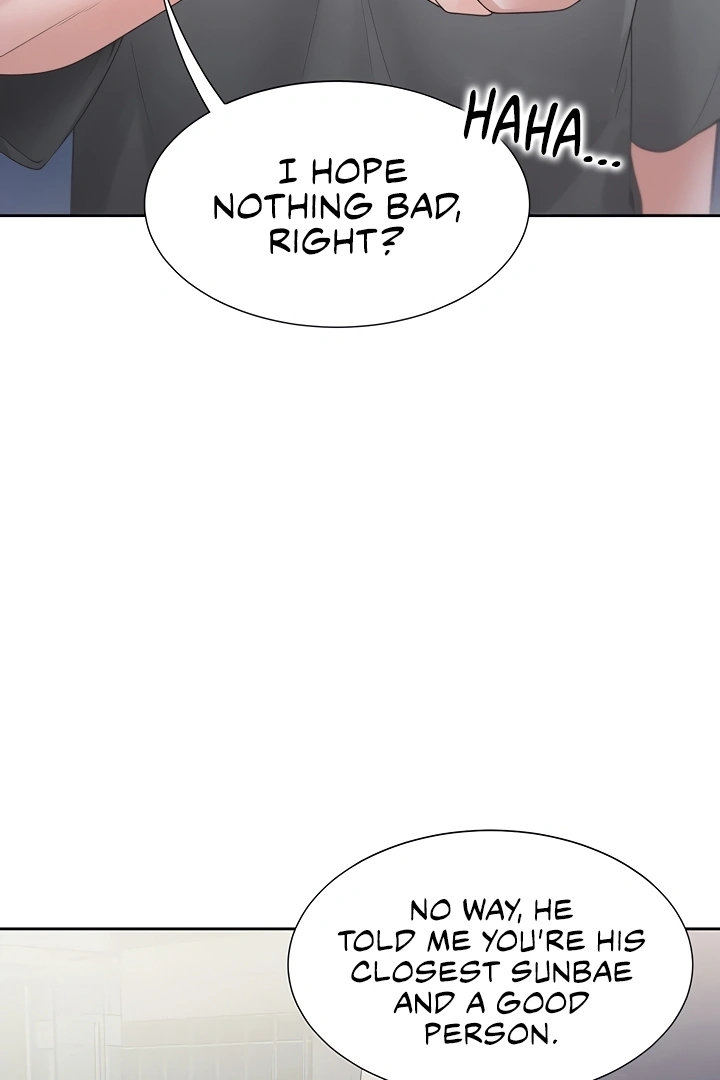 HAHA...
I HOPE
NOTHING BAD,
RIGHT?
NO WAY, HE
TOLD ME YOU'RE HIS
CLOSEST SUNBAE
AND A GOOD
PERSON.